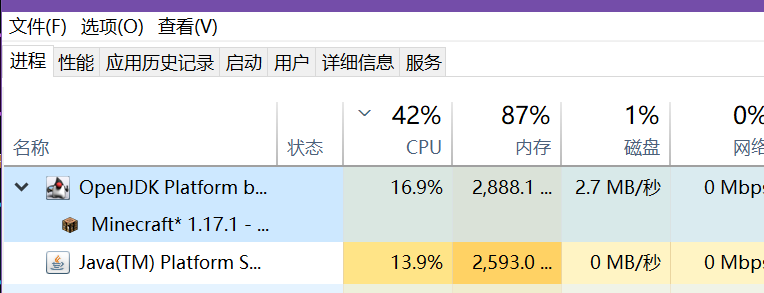 文件(F) 选项(O) 查看(V)
进程 性能 应用历史记录 启动 用户 详细信息 服务
42% 87% 1% 0%
名称 状态 CPU 内存 磁盘 网络
OpenJDK Platform b... 16.9% 2,888.1 ... 2.7 MB/秒 0 Mbps
Minecraft* 1.17.1 - ...
Java(TM) Platform S... 13.9% 2,593.0 ... 0 MB/秒 0 Mbps